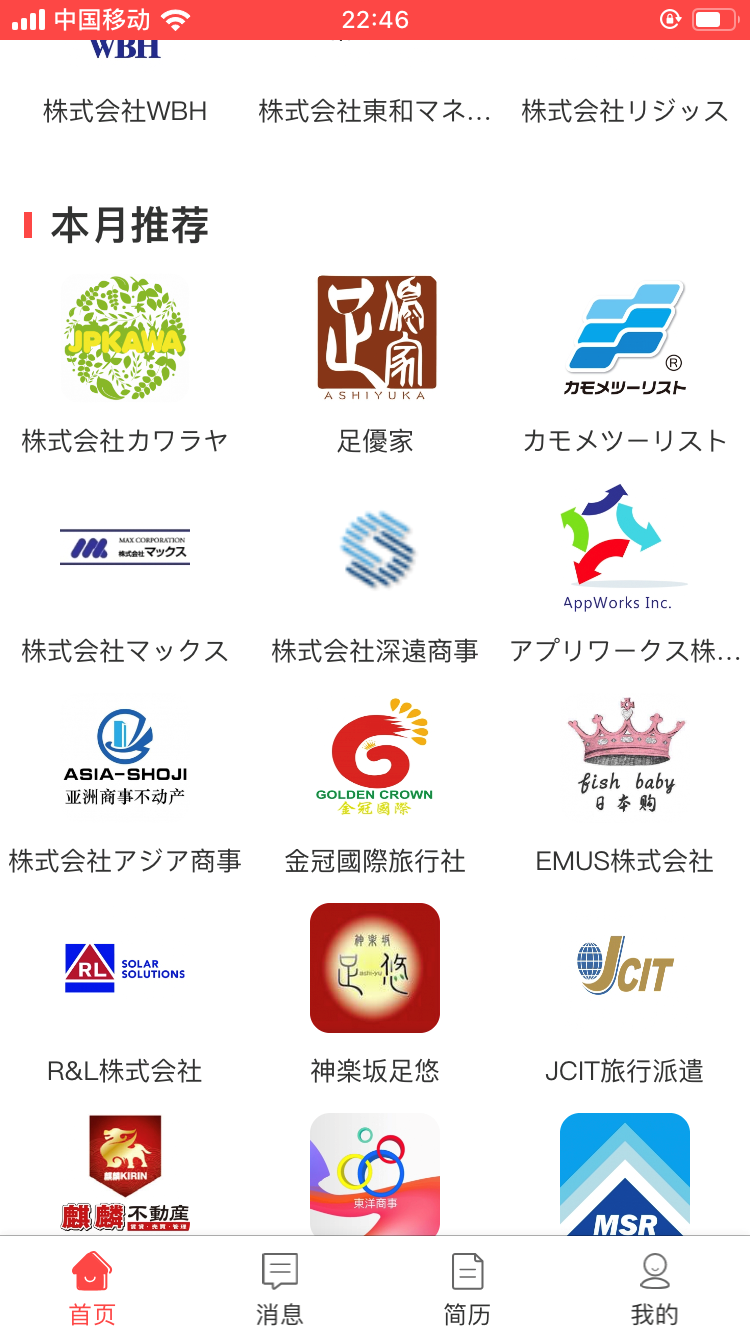 中国移动 22:46
WBH
株式会社WBH 株式会社東和マネ... 株式会社リジッス
本月推荐
JPKAWA
足優家
ASHIYUKA
®
カモメツーリスト
株式会社カワラヤ 足優家 カモメツーリスト
MAX CORPORATION
株式会社マックス
AppWorks Inc.
株式会社マックス 株式会社深遠商事 アプリワークス株...
ASIA-SHOJI
亚洲商事不动产
GOLDEN CROWN
金冠國際
fish baby
日本购
株式会社アジア商事 金冠國際旅行社 EMUS株式会社
RL SOLAR
SOLUTIONS
神楽坂
足悠
ashi-yu
JCIT
R&L株式会社 神楽坂足悠 JCIT旅行派遣
麒麟KIRIN
麒麟不動産
賃貸・売買・管理
東洋商事
MSR
首页 消息 简历 我的